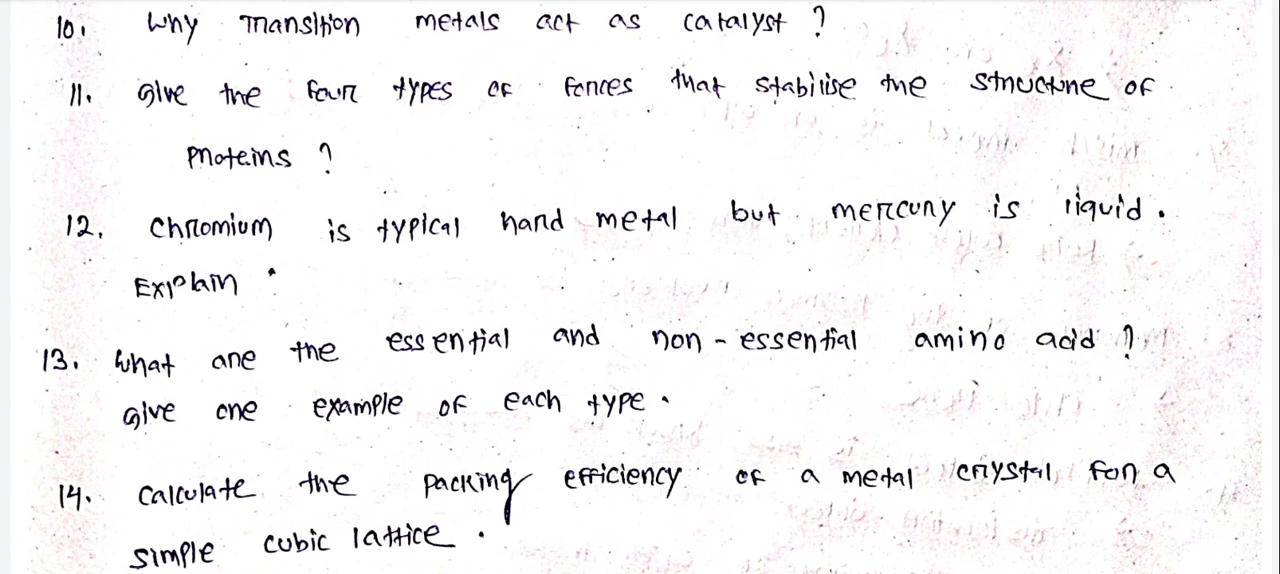 10. Why Transition metals act as catalyst ?
11. Give the four types of forces that stabilise the structure of
proteins ?
12. Chromium is typical hard metal but mercury is liquid.
Explain.
13. What are the essential and non-essential amino acid ?
Give one example of each type.
14. Calculate the packing efficiency of a metal crystal for a
simple cubic lattice.